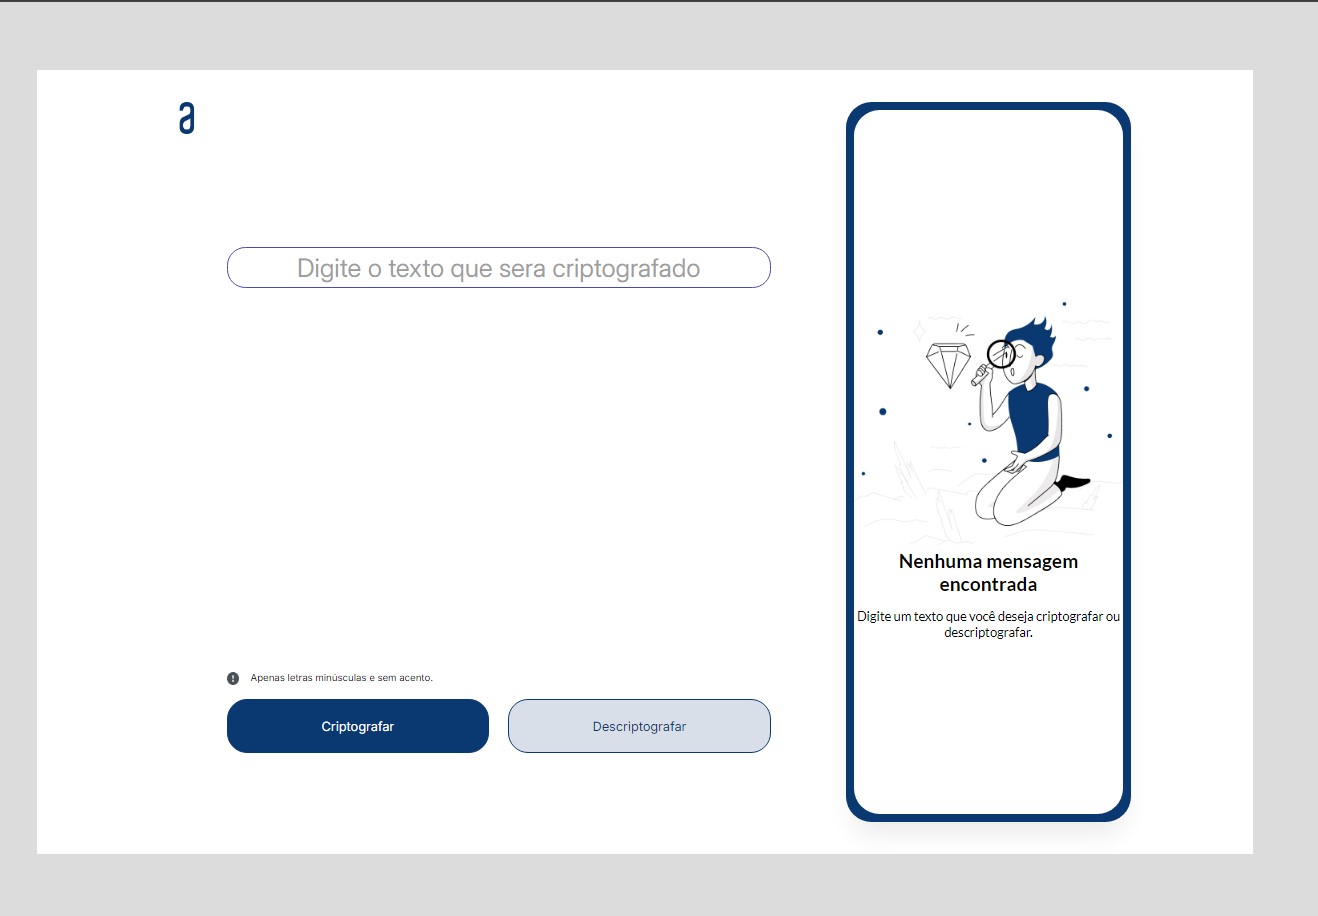 a
Digite o texto que sera criptografado
Nenhuma mensagem
encontrada
Digite um texto que você deseja criptografar ou
descriptografar.
Apenas letras minúsculas e sem acento.
Criptografar
Descriptografar